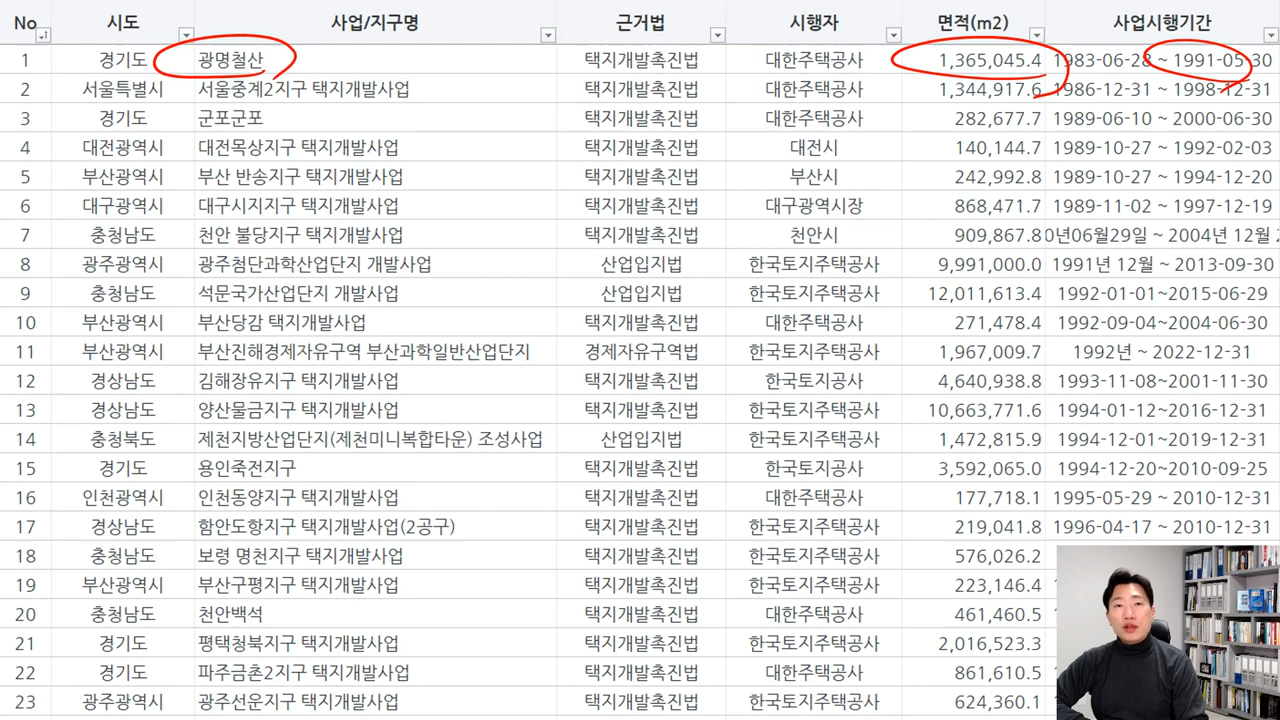 No 시도 사업/지구명 근거법 시행자 면적(m2) 사업시행기간
1 경기도 광명철산 택지개발촉진법 대한주택공사 1,365,045.4 1983-06-28 ~ 1991-05-30
2 서울특별시 서울중계2지구 택지개발사업 택지개발촉진법 대한주택공사 1,344,917.6 1986-12-31 ~ 1998-12-31
3 경기도 군포군포 택지개발촉진법 대한주택공사 282,677.7 1989-06-10 ~ 2000-06-30
4 대전광역시 대전목상지구 택지개발사업 택지개발촉진법 대전시 140,144.7 1989-10-27 ~ 1992-02-03
5 부산광역시 부산 반송지구 택지개발사업 택지개발촉진법 부산시 242,992.8 1989-10-27 ~ 1994-12-20
6 대구광역시 대구시지지구 택지개발사업 택지개발촉진법 대구광역시장 868,471.7 1989-11-02 ~ 1997-12-19
7 충청남도 천안 불당지구 택지개발사업 택지개발촉진법 천안시 909,867.8 0년06월29일 ~ 2004년 12월
8 광주광역시 광주첨단과학산업단지 개발사업 산업입지법 한국토지주택공사 9,991,000.0 1991년 12월 ~ 2013-09-30
9 충청남도 석문국가산업단지 개발사업 산업입지법 한국토지주택공사 12,011,613.4 1992-01-01~2015-06-29
10 부산광역시 부산당감 택지개발사업 택지개발촉진법 대한주택공사 271,478.4 1992-09-04~2004-06-30
11 부산광역시 부산진해경제자유구역 부산과학일반산업단지 경제자유구역법 한국토지주택공사 1,967,009.7 1992년 ~ 2022-12-31
12 경상남도 김해장유지구 택지개발사업 택지개발촉진법 한국토지공사 4,640,938.8 1993-11-08~2001-11-30
13 경상남도 양산물금지구 택지개발사업 택지개발촉진법 한국토지주택공사 10,663,771.6 1994-01-12~2016-12-31
14 충청북도 제천지방산업단지(제천미니복합타운) 조성사업 산업입지법 한국토지주택공사 1,472,815.9 1994-12-01~2019-12-31
15 경기도 용인죽전지구 택지개발촉진법 한국토지공사 3,592,065.0 1994-12-20~2010-09-25
16 인천광역시 인천동양지구 택지개발사업 택지개발촉진법 대한주택공사 177,718.1 1995-05-29 ~ 2010-12-31
17 경상남도 함안도항지구 택지개발사업(2공구) 택지개발촉진법 한국토지주택공사 219,041.8 1996-04-17 ~ 2010-12-31
18 충청남도 보령 명천지구 택지개발사업 택지개발촉진법 한국토지주택공사 576,026.2
19 부산광역시 부산구평지구 택지개발사업 택지개발촉진법 한국토지주택공사 223,146.4
20 충청남도 천안백석 택지개발촉진법 대한주택공사 461,460.5
21 경기도 평택청북지구 택지개발사업 택지개발촉진법 한국토지주택공사 2,016,523.3
22 경기도 파주금촌2지구 택지개발사업 택지개발촉진법 대한주택공사 861,610.5
23 광주광역시 광주선운지구 택지개발사업 택지개발촉진법 한국토지주택공사 624,360.1